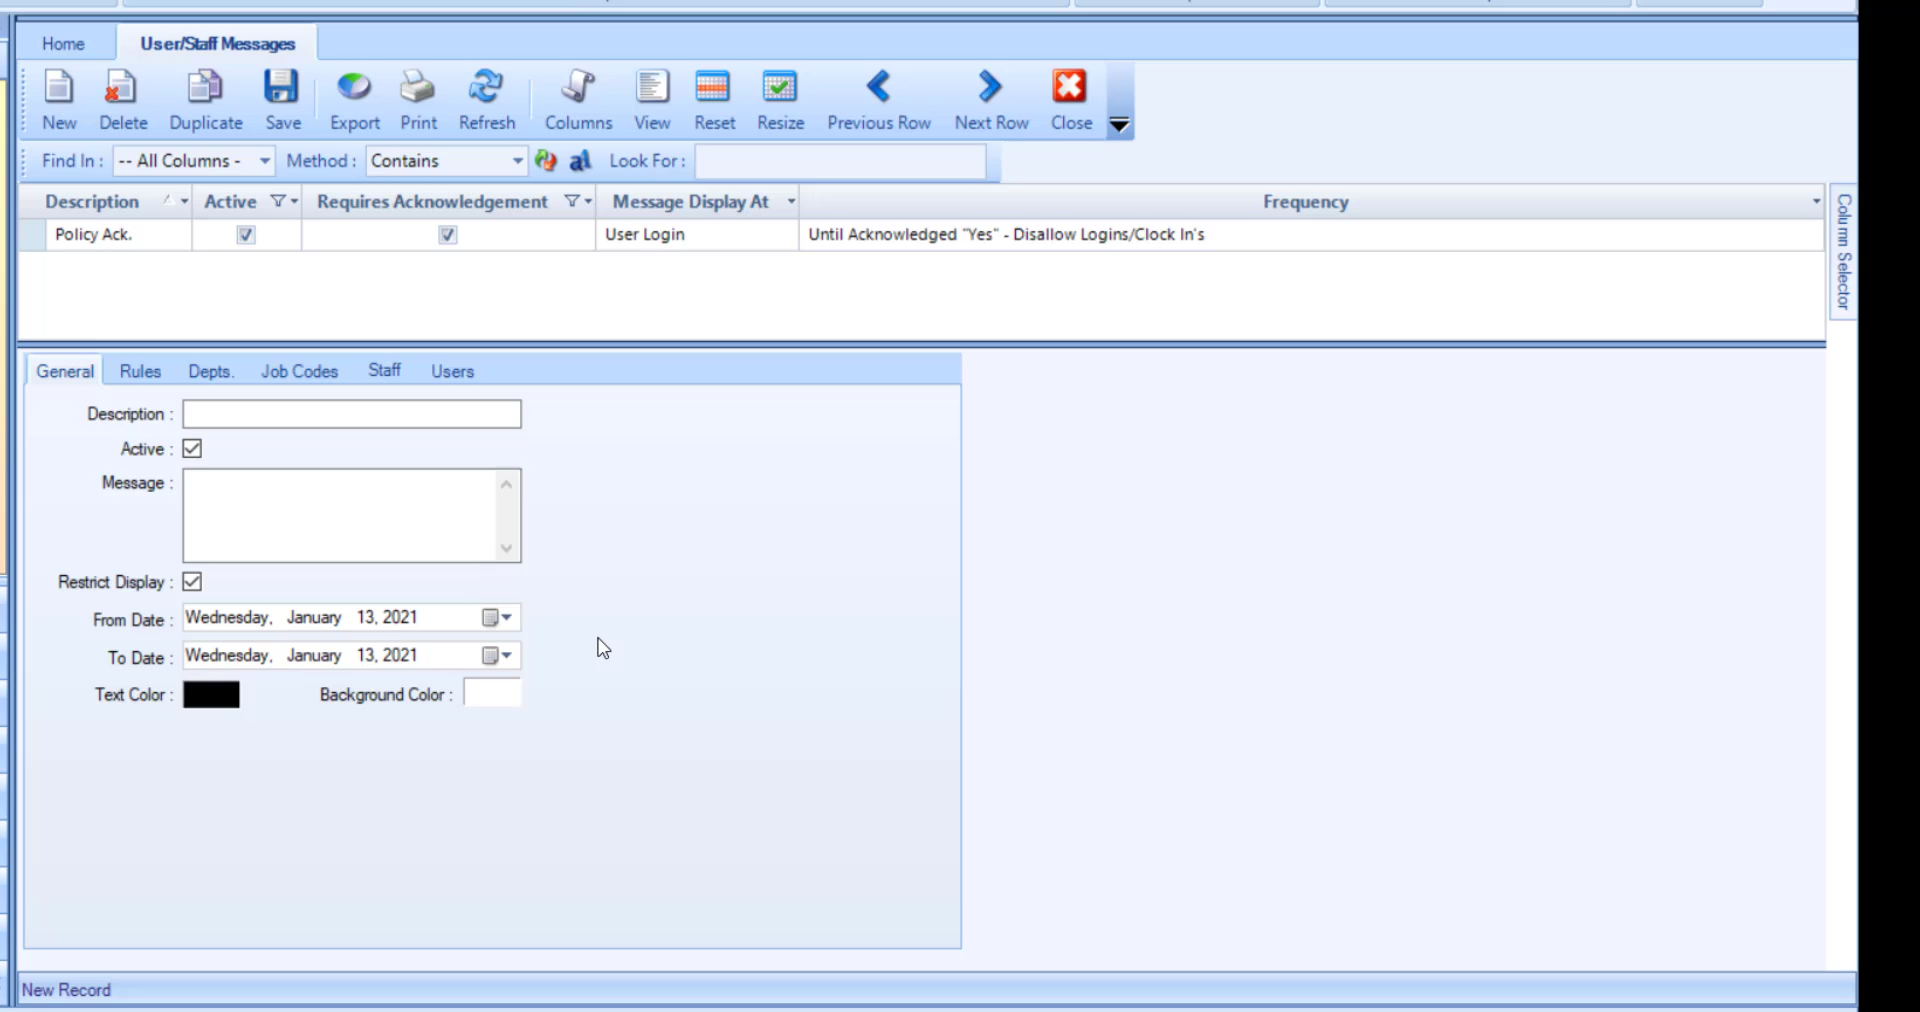 Home User/Staff Messages
New Delete Duplicate Save Export Print Refresh Columns View Reset Resize Previous Row Next Row Close
Find In : -- All Columns - Method : Contains Look For :
Description Active Requires Acknowledgement Message Display At Frequency
Policy Ack. User Login Until Acknowledged "Yes" - Disallow Logins/Clock In's
Column Selector
General Rules Depts. Job Codes Staff Users
Description :
Active :
Message :
Restrict Display :
From Date : Wednesday, January 13, 2021
To Date : Wednesday, January 13, 2021
Text Color : Background Color :
New Record